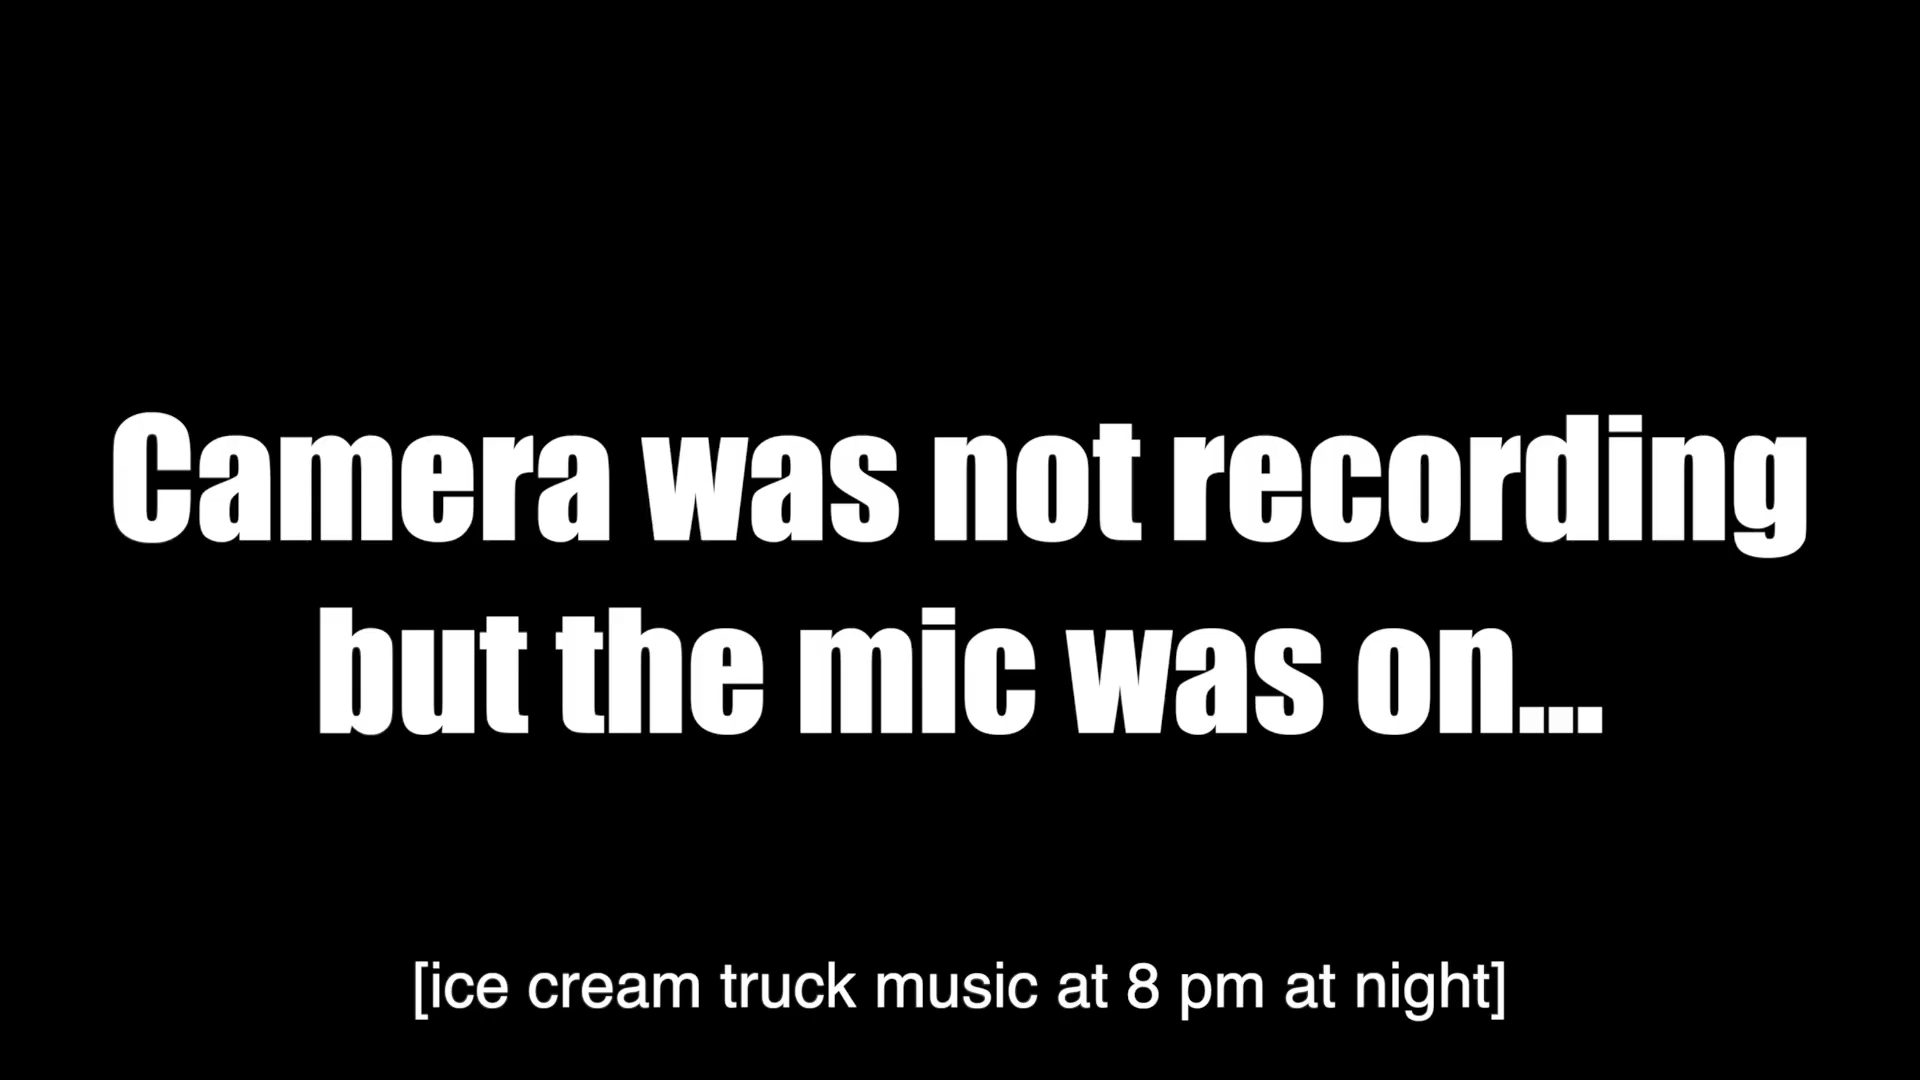 Camera was not recording
but the mic was on...
[ice cream truck music at 8 pm at night]